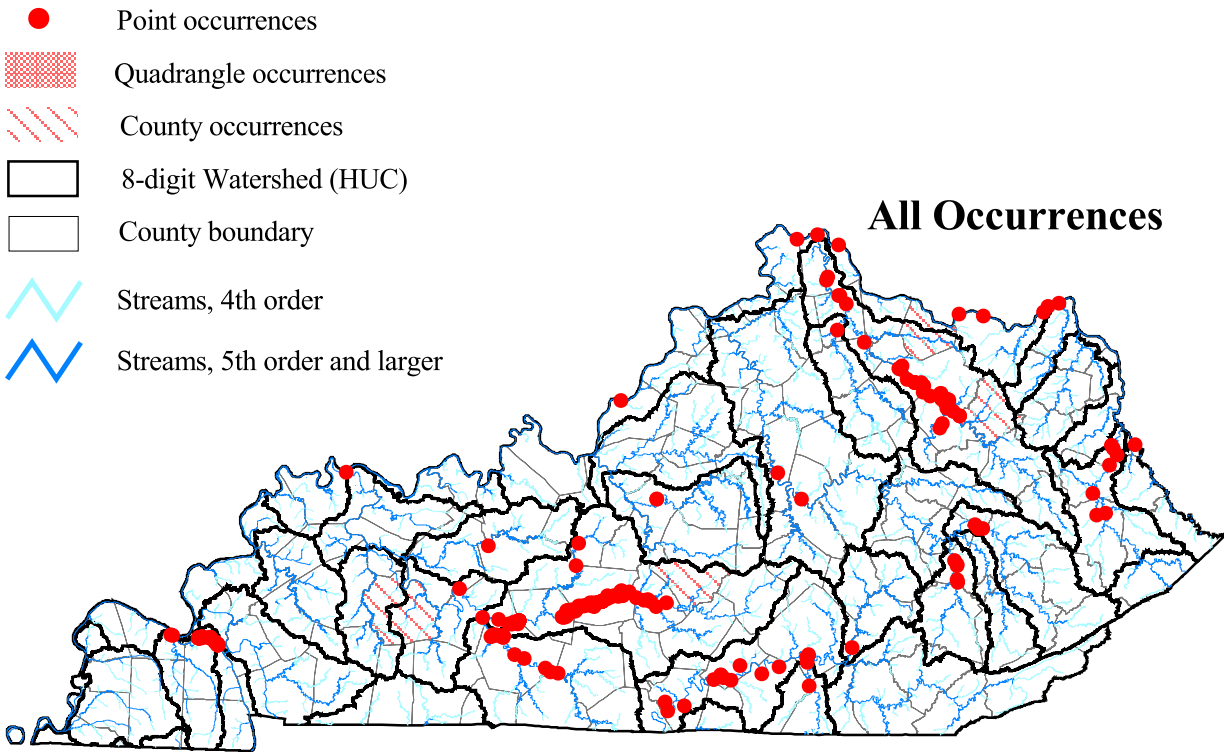 Point occurrences
Quadrangle occurrences
County occurrences
8-digit Watershed (HUC)
County boundary
Streams, 4th order
Streams, 5th order and larger
All Occurrences